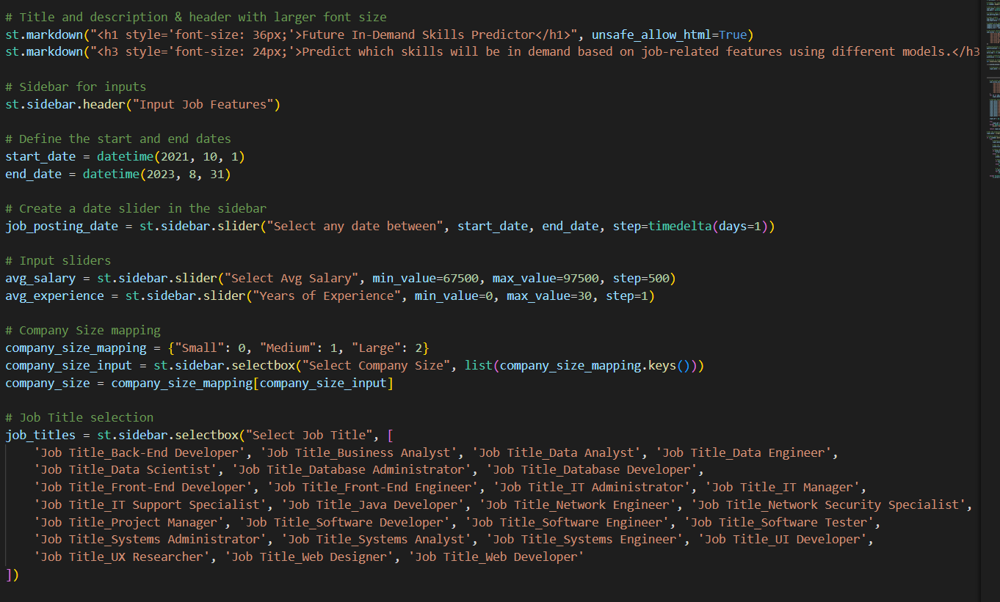 # Title and description & header with larger font size
st.markdown("<h1 style='font-size: 36px;'>Future In-Demand Skills Predictor</h1>", unsafe_allow_html=True)
st.markdown("<h3 style='font-size: 24px;'>Predict which skills will be in demand based on job-related features using different models.</h3
# Sidebar for inputs
st.sidebar.header("Input Job Features")
# Define the start and end dates
start_date = datetime(2021, 10, 1)
end_date = datetime(2023, 8, 31)
# Create a date slider in the sidebar
job_posting_date = st.sidebar.slider("Select any date between", start_date, end_date, step=timedelta(days=1))
# Input sliders
avg_salary = st.sidebar.slider("Select Avg Salary", min_value=67500, max_value=97500, step=500)
avg_experience = st.sidebar.slider("Years of Experience", min_value=0, max_value=30, step=1)
# Company Size mapping
company_size_mapping = {"Small": 0, "Medium": 1, "Large": 2}
company_size_input = st.sidebar.selectbox("Select Company Size", list(company_size_mapping.keys()))
company_size = company_size_mapping[company_size_input]
# Job Title selection
job_titles = st.sidebar.selectbox("Select Job Title", [
    'Job Title_Back-End Developer', 'Job Title_Business Analyst', 'Job Title_Data Analyst', 'Job Title_Data Engineer',
    'Job Title_Data Scientist', 'Job Title_Database Administrator', 'Job Title_Database Developer',
    'Job Title_Front-End Developer', 'Job Title_Front-End Engineer', 'Job Title_IT Administrator', 'Job Title_IT Manager',
    'Job Title_IT Support Specialist', 'Job Title_Java Developer', 'Job Title_Network Engineer', 'Job Title_Network Security Specialist',
    'Job Title_Project Manager', 'Job Title_Software Developer', 'Job Title_Software Engineer', 'Job Title_Software Tester',
    'Job Title_Systems Administrator', 'Job Title_Systems Analyst', 'Job Title_Systems Engineer', 'Job Title_UI Developer',
    'Job Title_UX Researcher', 'Job Title_Web Designer', 'Job Title_Web Developer'
])